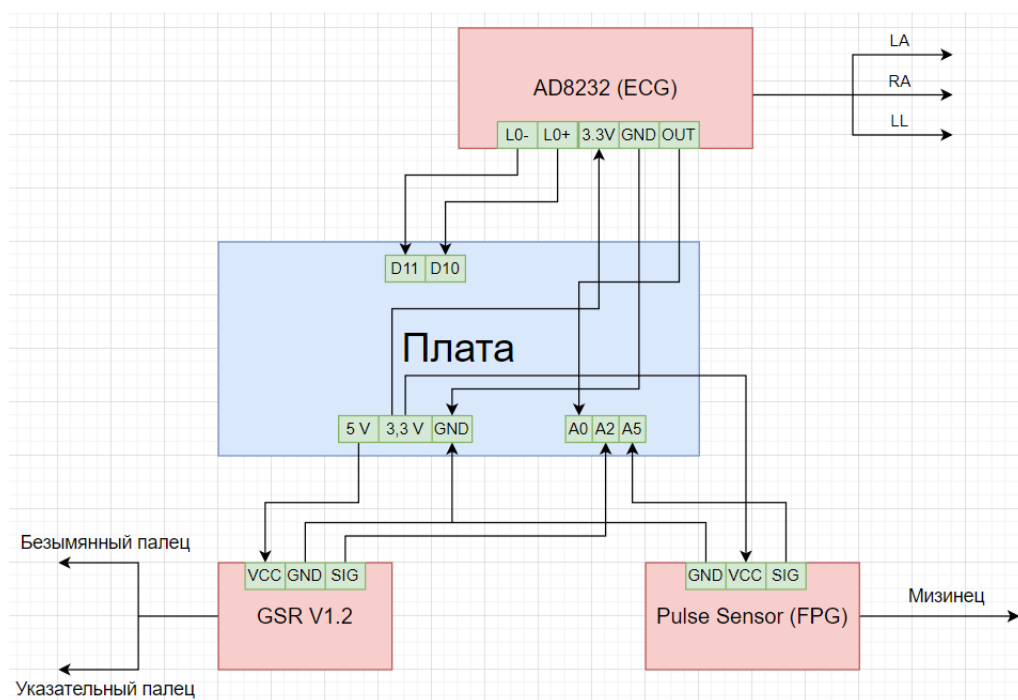 LA
AD8232 (ECG)
RA
LL
L0- L0+ 3.3V GND OUT
D11 D10
Плата
5 V 3,3 V GND A0 A2 A5
Безымянный палец
VCC GND SIG
GND VCC SIG
GSR V1.2
Pulse Sensor (FPG)
Мизинец
Указательный палец